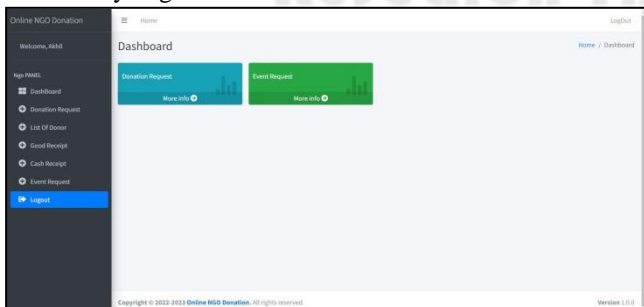 Online NGO Donation
Home
LogOut
Welcome, Akhil
Dashboard
Home / Dashboard
Ngo PANEL
DashBoard
Donation Request
List Of Donor
Good Receipt
Cash Receipt
Event Request
Logout
Donation Request
More info
Event Request
More info
Copyright © 2022-2023 Online NGO Donation. All rights reserved.
Version 1.0.0